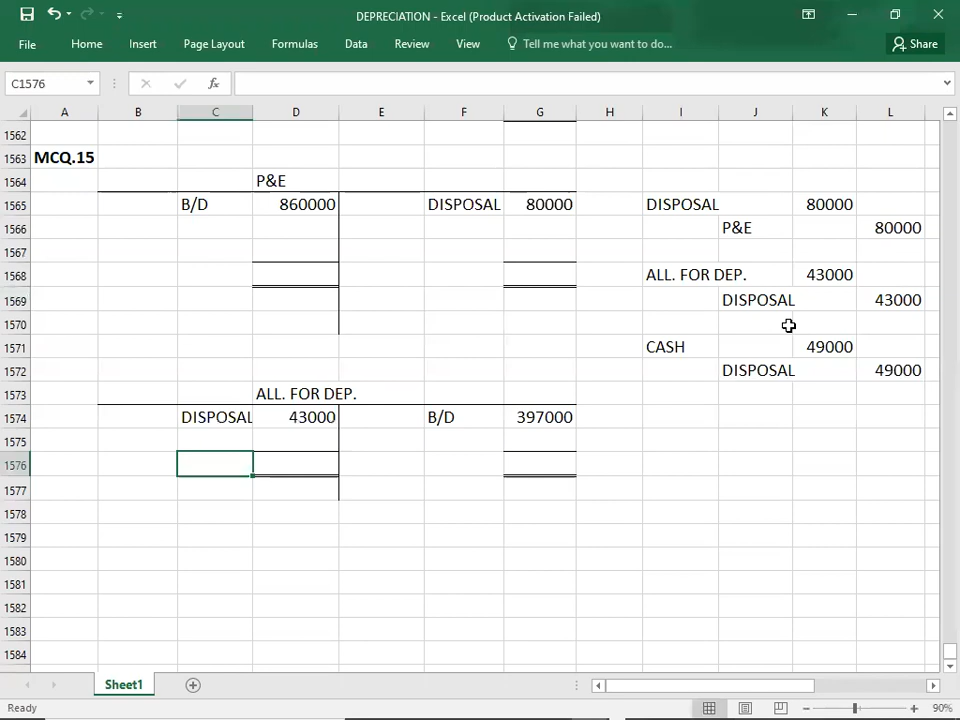 DEPRECIATION - Excel (Product Activation Failed)
File Home Insert Page Layout Formulas Data Review View Tell me what you want to do... Share
C1576 fx
A B C D E F G H I J K L
1562
1563 MCQ.15
1564 P&E
1565 B/D 860000 DISPOSAL 80000 DISPOSAL 80000
1566 P&E 80000
1567
1568 ALL. FOR DEP. 43000
1569 DISPOSAL 43000
1570
1571 CASH 49000
1572 DISPOSAL 49000
1573 ALL. FOR DEP.
1574 DISPOSAL 43000 B/D 397000
1575
1576
1577
1578
1579
1580
1581
1582
1583
1584
Sheet1
Ready 90%